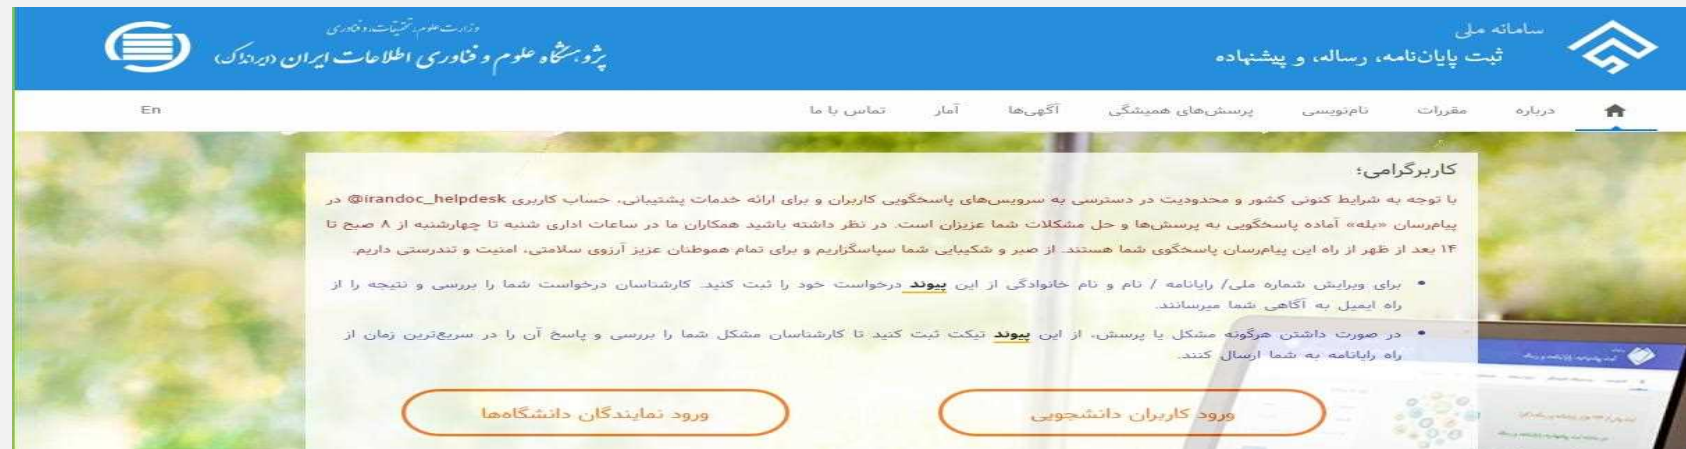 سامانه ملی
ثبت پایان‌نامه، رساله، و پیشنهاده
وزارت علوم، تحقیقات، و فناوری
پژوهشگاه علوم و فناوری اطلاعات ایران (ایرانداک)
درباره
مقررات
نام‌نویسی
پرسش‌های همیشگی
آگهی‌ها
آمار
تماس با ما
En
کاربرگرامی؛
با توجه به شرایط کنونی کشور و محدودیت در دسترسی به سرویس‌های پاسخگویی کاربران و برای ارائه خدمات پشتیبانی، حساب کاربری irandoc_helpdesk@ در
پیام‌رسان «بله» آماده پاسخگویی به پرسش‌ها و حل مشکلات شما عزیزان است. در نظر داشته باشید همکاران ما در ساعات اداری شنبه تا چهارشنبه از ۸ صبح تا
۱۴ بعد از ظهر از راه این پیام‌رسان پاسخگوی شما هستند. از صبر و شکیبایی شما سپاسگزاریم و برای تمام هموطنان عزیز آرزوی سلامتی، امنیت و تندرستی داریم.
• برای ویرایش شماره ملی/ رایانامه / نام و نام خانوادگی از این پیوند درخواست خود را ثبت کنید. کارشناسان درخواست شما را بررسی و نتیجه را از
راه ایمیل به آگاهی شما میرسانند.
• در صورت داشتن هرگونه مشکل یا پرسش، از این پیوند تیکت ثبت کنید تا کارشناسان مشکل شما را بررسی و پاسخ آن را در سریع‌ترین زمان از
راه رایانامه به شما ارسال کنند.
ورود کاربران دانشجویی
ورود نمایندگان دانشگاه‌ها